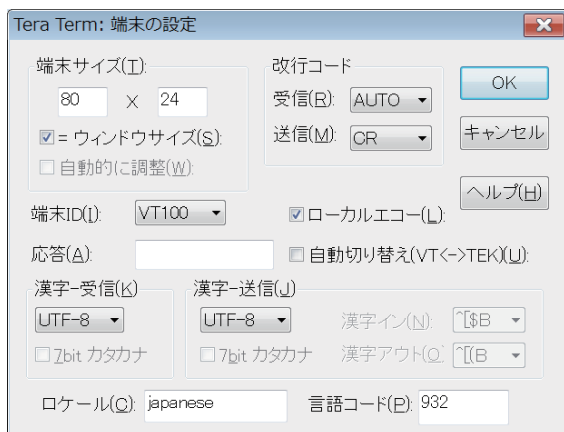 Tera Term: 端末の設定
端末サイズ(T):
80 X 24
= ウィンドウサイズ(S):
自動的に調整(W):
改行コード
受信(R): AUTO
送信(M): CR
OK
キャンセル
ヘルプ(H)
端末ID(I): VT100
ローカルエコー(L):
応答(A):
自動切り替え(VT<->TEK)(U):
漢字-受信(K)
UTF-8
7bit カタカナ
漢字-送信(J)
UTF-8
7bit カタカナ
漢字イン(N): ^[$B
漢字アウト(O) ^[(B
ロケール(C): japanese
言語コード(P): 932